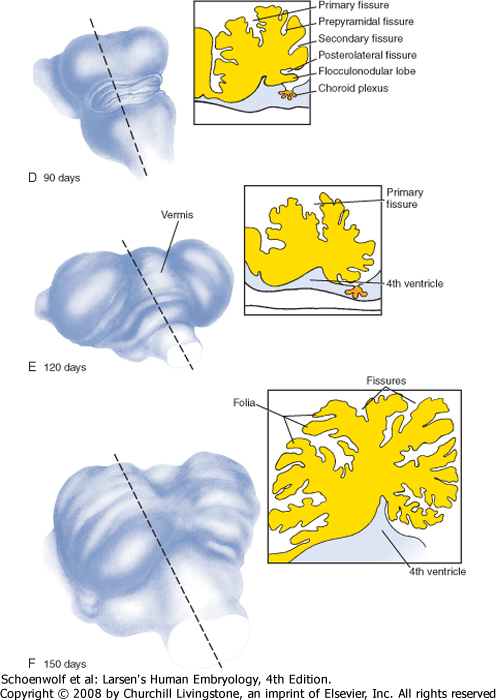 Primary fissure
Prepyramidal fissure
Secondary fissure
Posterolateral fissure
Flocculonodular lobe
Choroid plexus
D 90 days
Vermis
Primary
fissure
4th ventricle
E 120 days
Fissures
Folia
4th ventricle
F 150 days
Schoenwolf et al: Larsen's Human Embryology, 4th Edition.
Copyright © 2008 by Churchill Livingstone, an imprint of Elsevier, Inc. All rights reserved